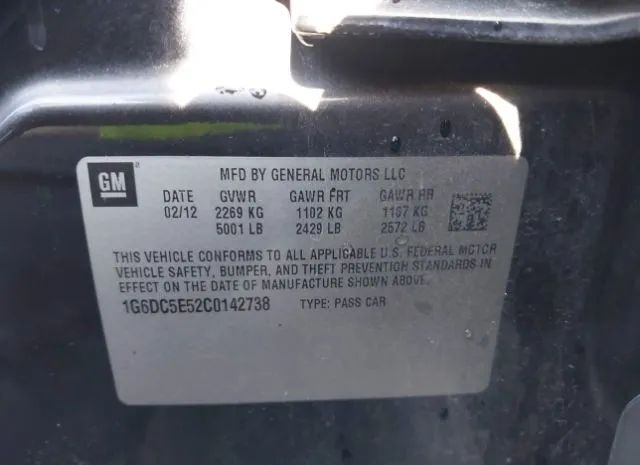 GM
MFD BY GENERAL MOTORS LLC
DATE GVWR GAWR FRT GAWR RR
02/12 2269 KG 1102 KG 1167 KG
5001 LB 2429 LB 2572 LB
THIS VEHICLE CONFORMS TO ALL APPLICABLE U.S. FEDERAL MOTOR
VEHICLE SAFETY, BUMPER, AND THEFT PREVENTION STANDARDS IN
EFFECT ON THE DATE OF MANUFACTURE SHOWN ABOVE.
1G6DC5E52C0142738 TYPE: PASS CAR